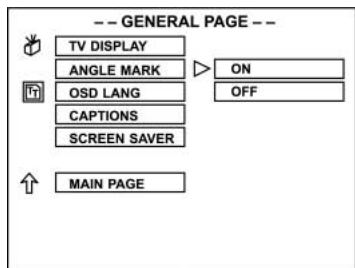 -- GENERAL PAGE --
TV DISPLAY
ANGLE MARK
ON
OSD LANG
OFF
CAPTIONS
SCREEN SAVER
MAIN PAGE